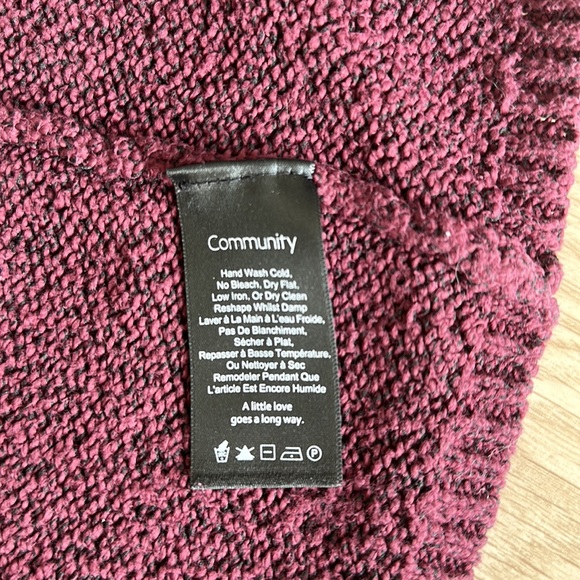 Community
Hand Wash Cold,
No Bleach, Dry Flat,
Low Iron, Or Dry Clean
Reshape Whilst Damp
Laver à La Main à L'eau Froide,
Pas De Blanchiment,
Sécher à Plat,
Repasser à Basse Température,
Ou Nettoyer à Sec
Remodeler Pendant Que
L'article Est Encore Humide
A little love
goes a long way.
P